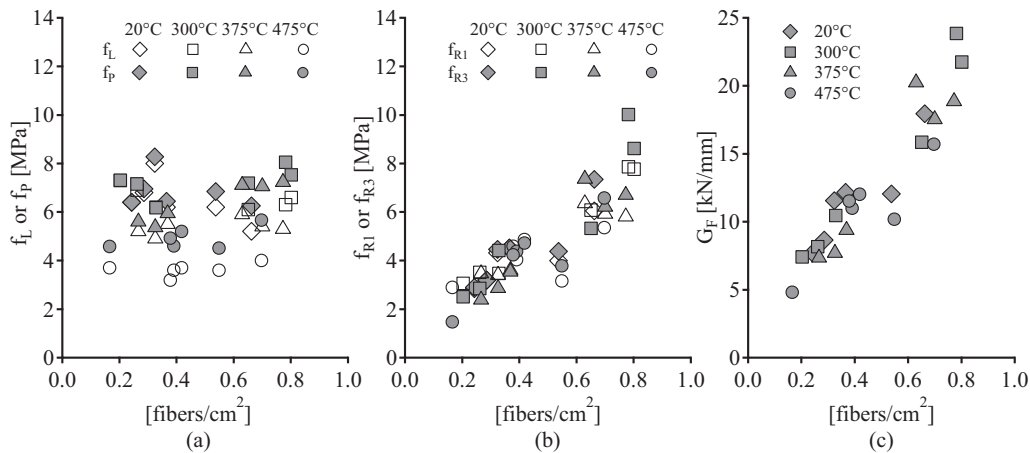 20°C 300°C 375°C 475°C
f_L
f_P
f_L or f_P [MPa]
14
12
10
8
6
4
2
0
0.0 0.2 0.4 0.6 0.8 1.0
[fibers/cm²]
(a)
20°C 300°C 375°C 475°C
f_R1
f_R3
f_R1 or f_R3 [MPa]
14
12
10
8
6
4
2
0
0.0 0.2 0.4 0.6 0.8 1.0
[fibers/cm²]
(b)
20°C
300°C
375°C
475°C
G_F [kN/mm]
25
20
15
10
5
0
0.0 0.2 0.4 0.6 0.8 1.0
[fibers/cm²]
(c)